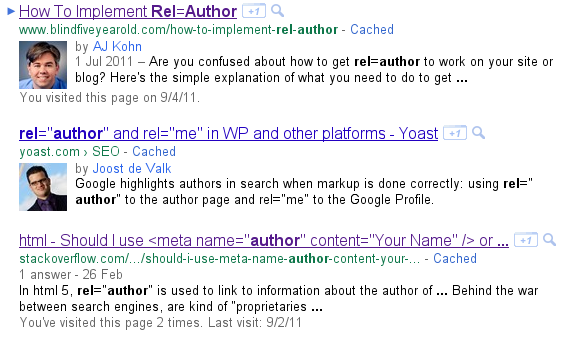 How To Implement Rel=Author +1
www.blindfiveyearold.com/how-to-implement-rel-author - Cached
by AJ Kohn
1 Jul 2011 – Are you confused about how to get rel=author to work on your site or
blog? Here's the simple explanation of what you need to do to get ...
You visited this page on 9/4/11.
rel="author" and rel="me" in WP and other platforms - Yoast +1
yoast.com › SEO - Cached
by Joost de Valk
Google highlights authors in search when markup is done correctly: using rel="
author" to the author page and rel="me" to the Google Profile.
html - Should I use <meta name="author" content="Your Name" /> or ... +1
stackoverflow.com/.../should-i-use-meta-name-author-content-your-... - Cached
1 answer - 26 Feb
In html 5, rel="author" is used to link to information about the author of ... Behind the war
between search engines, are kind of "proprietaries ...
You've visited this page 2 times. Last visit: 9/2/11